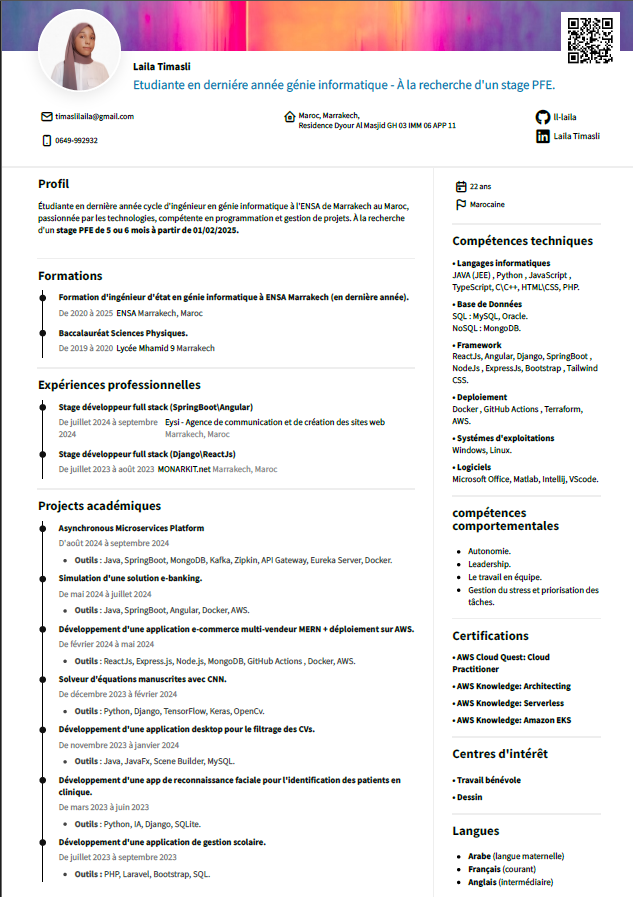 Laila Timasli
Etudiante en derniére année génie informatique - À la recherche d'un stage PFE.
timaslilaila@gmail.com
0649-992932
Maroc, Marrakech,
Residence Dyour Al Masjid GH 03 IMM 06 APP 11
ll-laila
Laila Timasli
Profil
Étudiante en dernière année cycle d'ingénieur en génie informatique à l'ENSA de Marrakech au Maroc,
passionnée par les technologies, compétente en programmation et gestion de projets. À la recherche
d'un stage PFE de 5 ou 6 mois à partir de 01/02/2025.
Formations
Formation d'ingénieur d'état en génie informatique à ENSA Marrakech (en dernière année).
De 2020 à 2025 ENSA Marrakech, Maroc
Baccalauréat Sciences Physiques.
De 2019 à 2020 Lycée Mhamid 9 Marrakech
Expériences professionnelles
Stage développeur full stack (SpringBoot\Angular)
De juillet 2024 à septembre 2024 Eysi - Agence de communication et de création des sites web
Marrakech, Maroc
Stage développeur full stack (Django\ReactJs)
De juillet 2023 à août 2023 MONARKIT.net Marrakech, Maroc
Projects académiques
Asynchronous Microservices Platform
D'août 2024 à septembre 2024
• Outils : Java, SpringBoot, MongoDB, Kafka, Zipkin, API Gateway, Eureka Server, Docker.
Simulation d'une solution e-banking.
De mai 2024 à juillet 2024
• Outils : Java, SpringBoot, Angular, Docker, AWS.
Développement d'une application e-commerce multi-vendeur MERN + déploiement sur AWS.
De février 2024 à mai 2024
• Outils : ReactJs, Express.js, Node.js, MongoDB, GitHub Actions , Docker, AWS.
Solveur d'équations manuscrites avec CNN.
De décembre 2023 à février 2024
• Outils : Python, Django, TensorFlow, Keras, OpenCv.
Développement d'une application desktop pour le filtrage des CVs.
De novembre 2023 à janvier 2024
• Outils : Java, JavaFx, Scene Builder, MySQL.
Développement d'une app de reconnaissance faciale pour l'identification des patients en
clinique.
De mars 2023 à juin 2023
• Outils : Python, IA, Django, SQLite.
Développement d'une application de gestion scolaire.
De juillet 2023 à septembre 2023
• Outils : PHP, Laravel, Bootstrap, SQL.
22 ans
Marocaine
Compétences techniques
• Langages informatiques
JAVA (JEE) , Python , JavaScript ,
TypeScript, C\C++, HTML\CSS, PHP.
• Base de Données
SQL : MySQL, Oracle.
NoSQL : MongoDB.
• Framework
ReactJs, Angular, Django, SpringBoot ,
NodeJs , ExpressJs, Bootstrap , Tailwind
CSS.
• Deploiement
Docker , GitHub Actions , Terraform,
AWS.
• Systémes d'exploitations
Windows, Linux.
• Logiciels
Microsoft Office, Matlab, Intellij, VScode.
compétences
comportementales
• Autonomie.
• Leadership.
• Le travail en équipe.
• Gestion du stress et priorisation des
tâches.
Certifications
• AWS Cloud Quest: Cloud
Practitioner
• AWS Knowledge: Architecting
• AWS Knowledge: Serverless
• AWS Knowledge: Amazon EKS
Centres d'intérêt
• Travail bénévole
• Dessin
Langues
• Arabe (langue maternelle)
• Français (courant)
• Anglais (intermédiaire)